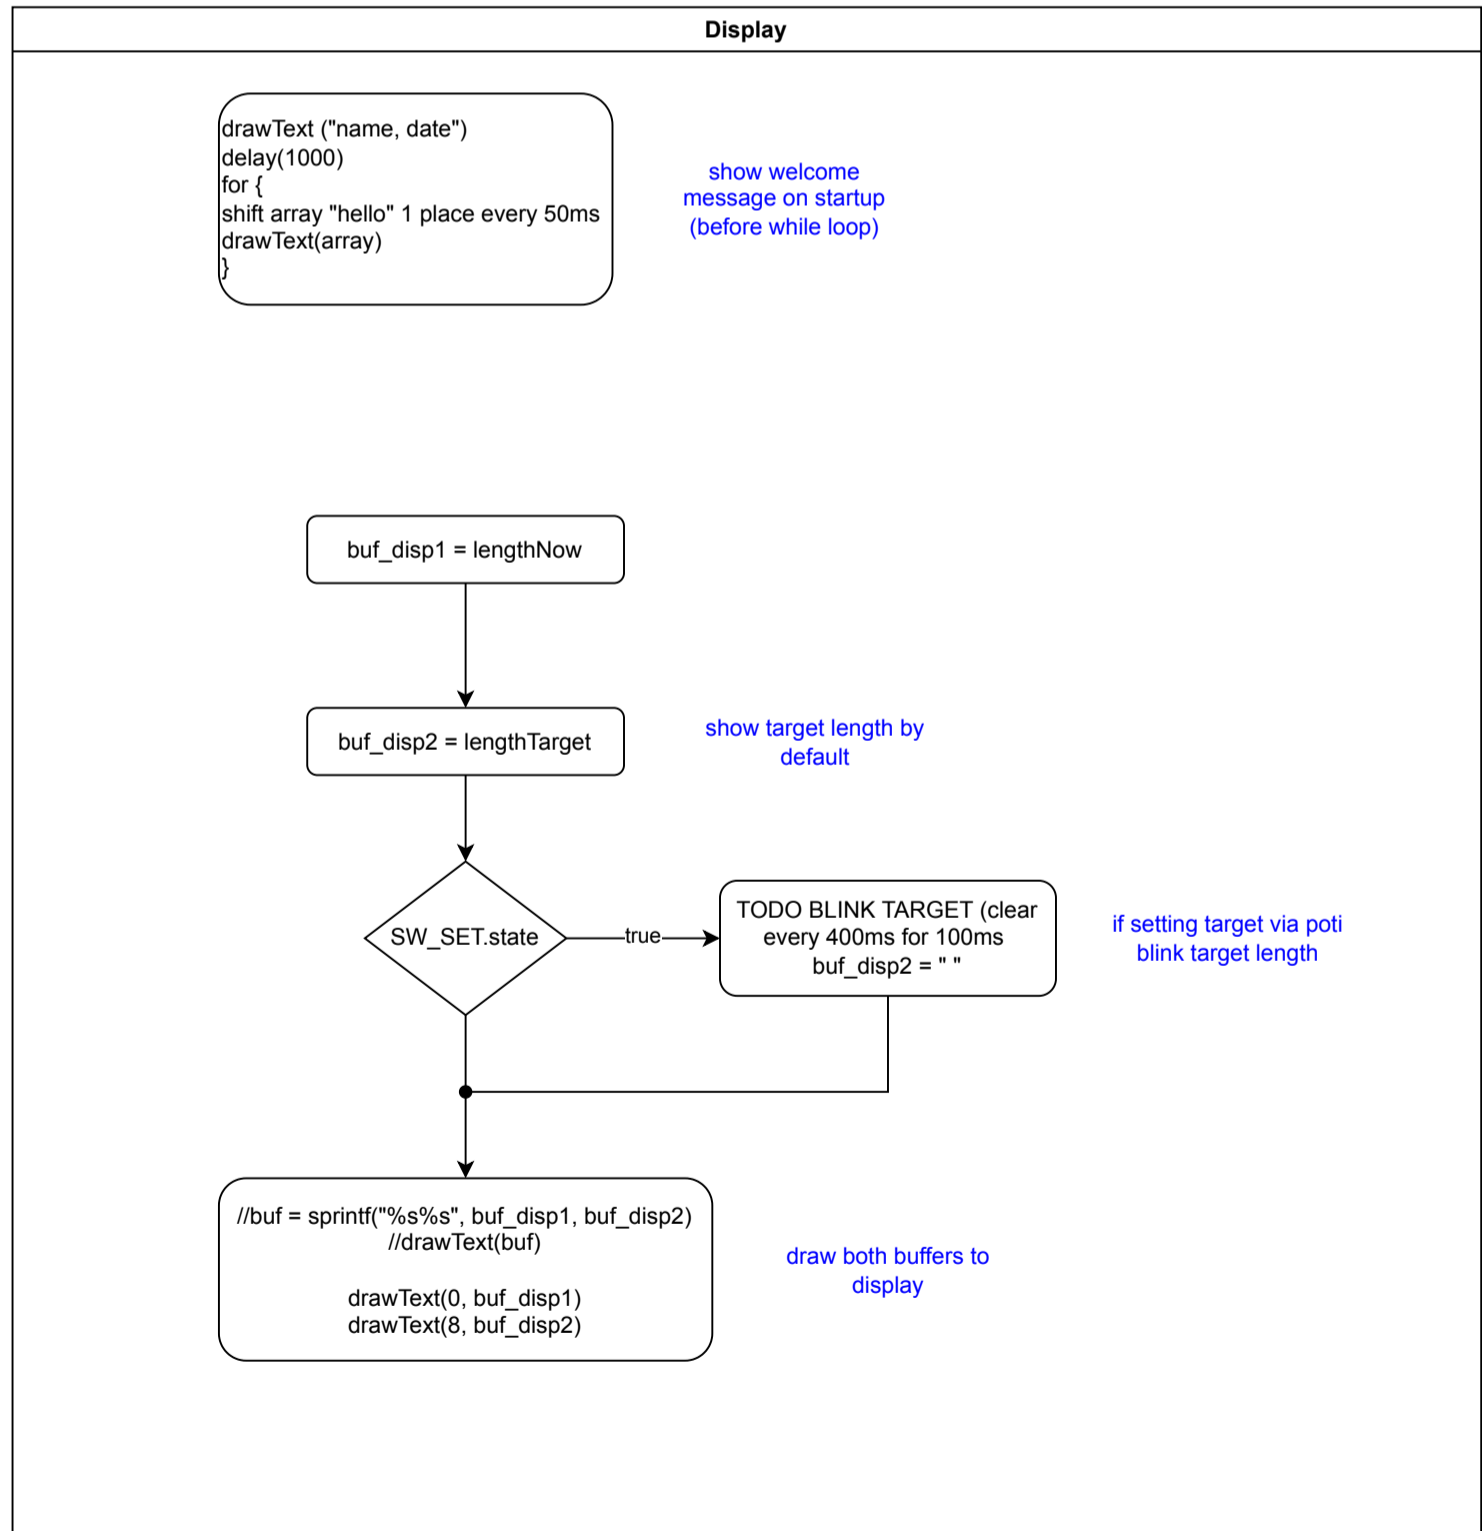 Display
drawText ("name, date")
delay(1000)
for {
shift array "hello" 1 place every 50ms
drawText(array)
}
show welcome
message on startup
(before while loop)
buf_disp1 = lengthNow
buf_disp2 = lengthTarget
show target length by
default
SW_SET.state
true
TODO BLINK TARGET (clear
every 400ms for 100ms
buf_disp2 = " "
if setting target via poti
blink target length
//buf = sprintf("%s%s", buf_disp1, buf_disp2)
//drawText(buf)
drawText(0, buf_disp1)
drawText(8, buf_disp2)
draw both buffers to
display